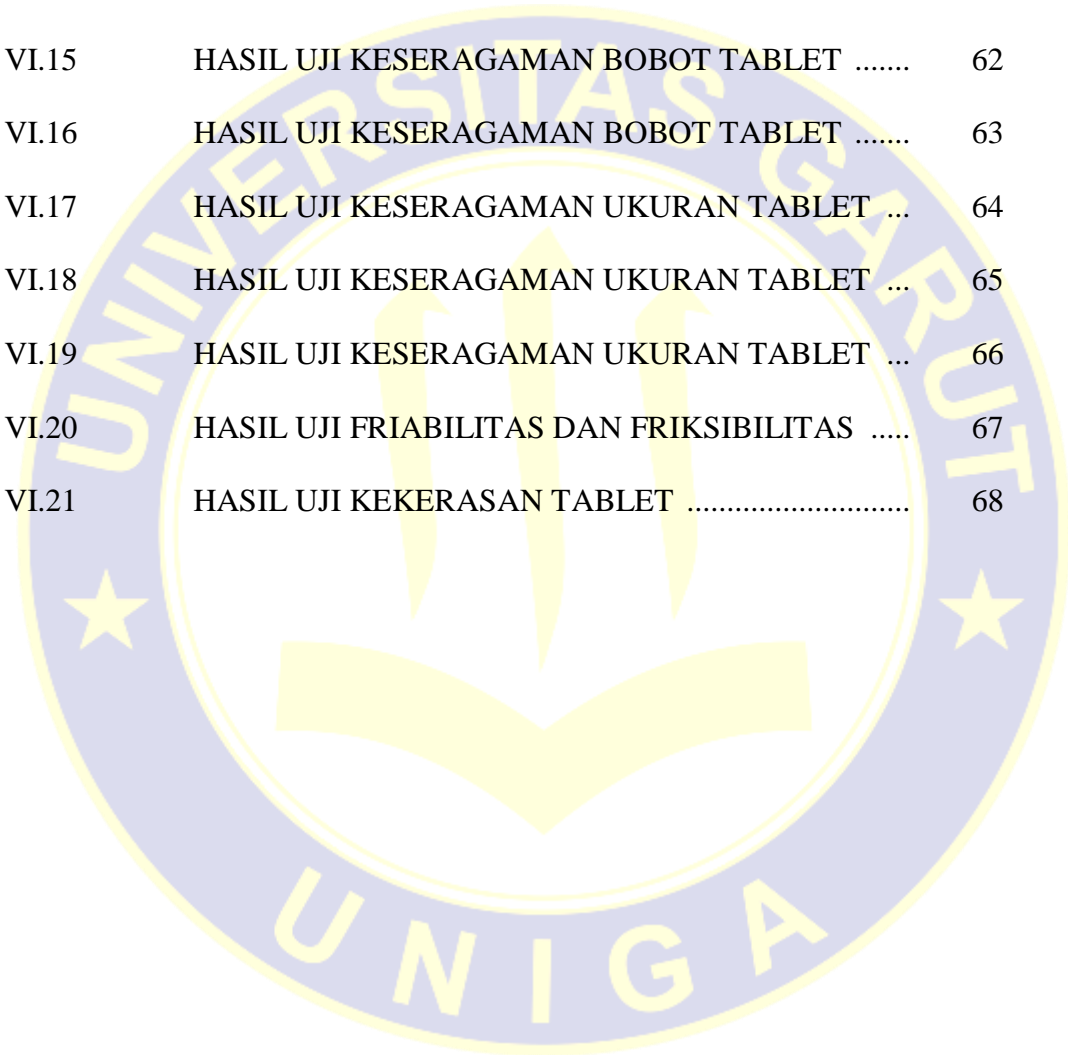 VI.15 HASIL UJI KESERAGAMAN BOBOT TABLET ....... 62
VI.16 HASIL UJI KESERAGAMAN BOBOT TABLET ....... 63
VI.17 HASIL UJI KESERAGAMAN UKURAN TABLET ... 64
VI.18 HASIL UJI KESERAGAMAN UKURAN TABLET ... 65
VI.19 HASIL UJI KESERAGAMAN UKURAN TABLET ... 66
VI.20 HASIL UJI FRIABILITAS DAN FRIKSIBILITAS ..... 67
VI.21 HASIL UJI KEKERASAN TABLET ............................ 68
UNIVERSITAS GARUT
UNIGA